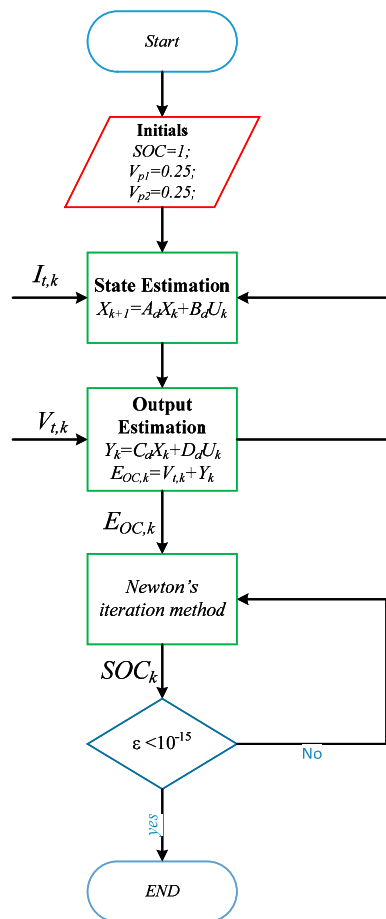 Start
Initials
SOC=1;
Vp1=0.25;
Vp2=0.25;
It,k
State Estimation
Xk+1=AdXk+BdUk
Vt,k
Output
Estimation
Yk=CdXk+DdUk
EOC,k=Vt,k+Yk
EOC,k
Newton's
iteration method
SOCk
ε <10-15
No
yes
END